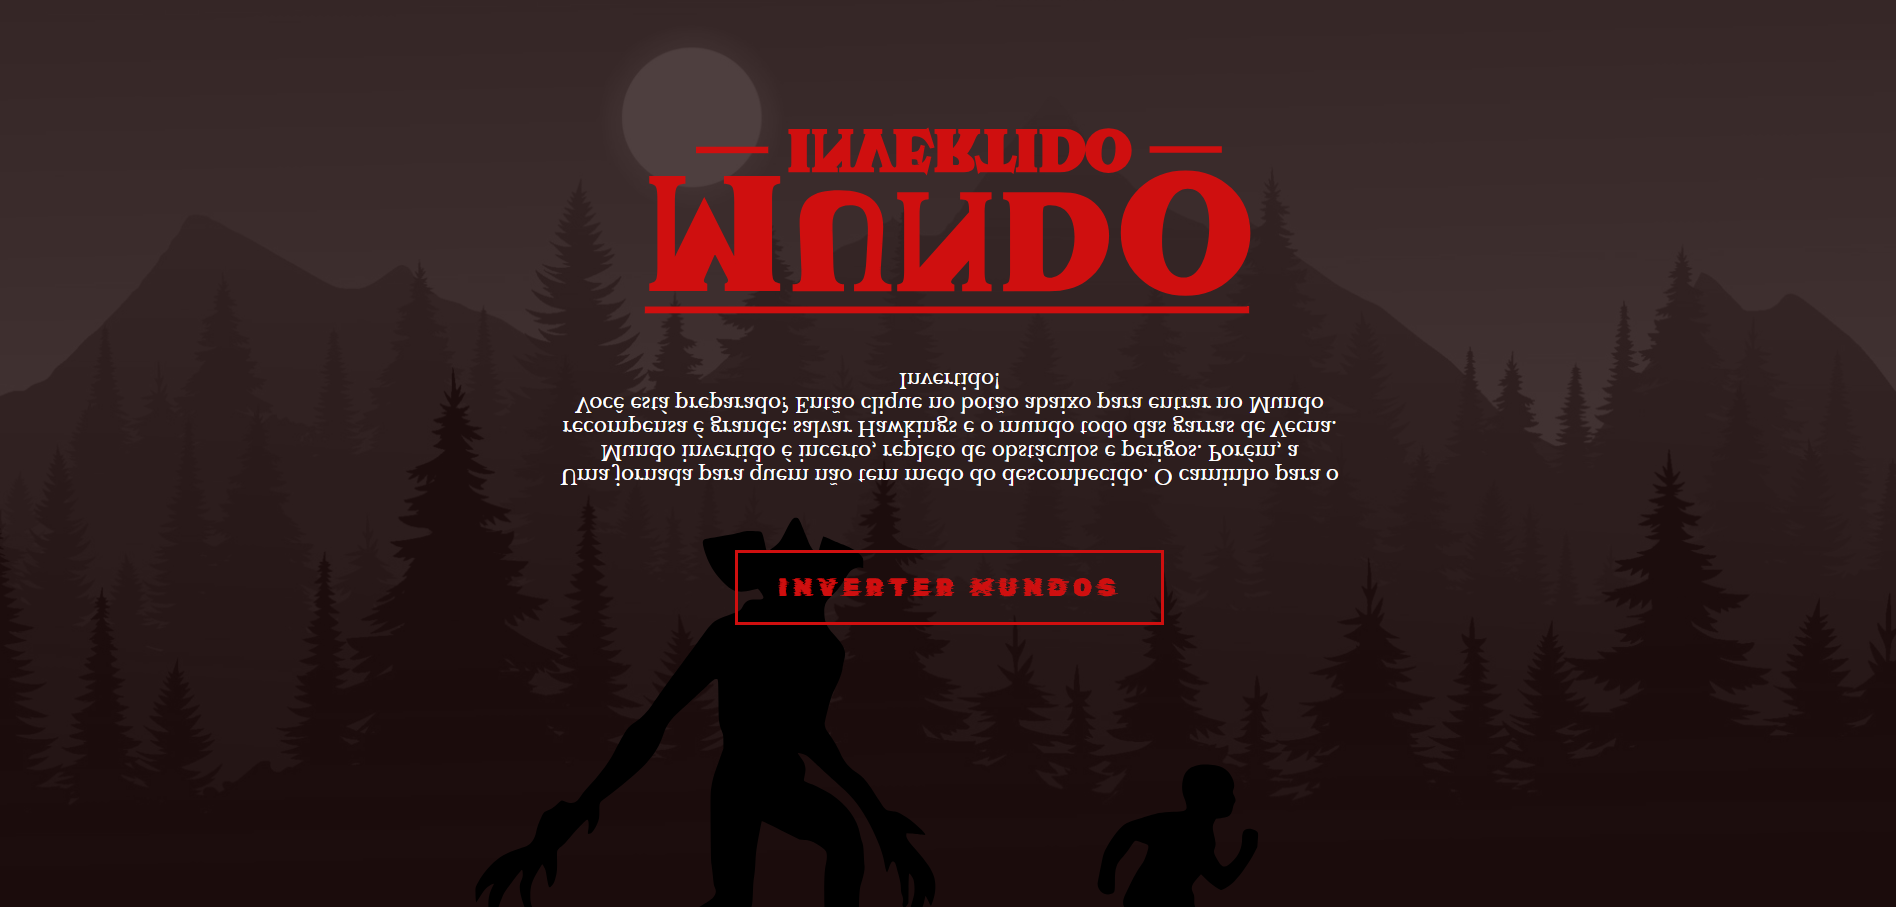 MUNDO
INVERTIDO
Uma jornada para quem não tem medo do desconhecido. O caminho para o
Mundo invertido é incerto, repleto de obstáculos e perigos. Porém, a
recompensa é grande: salvar Hawkings e o mundo todo das garras de Vecna.
Você está preparado? Então clique no botão abaixo para entrar no Mundo
Invertido!
INVERTER MUNDOS